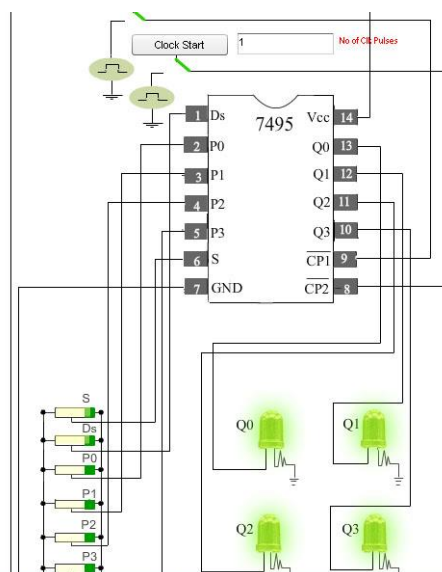 Clock Start 1 No of Clk Pulses
7495
1 Ds Vcc 14
2 P0 Q0 13
3 P1 Q1 12
4 P2 Q2 11
5 P3 Q3 10
6 S CP1 9
7 GND CP2 8
S
Ds
P0
P1
P2
P3
Q0 Q1
Q2 Q3